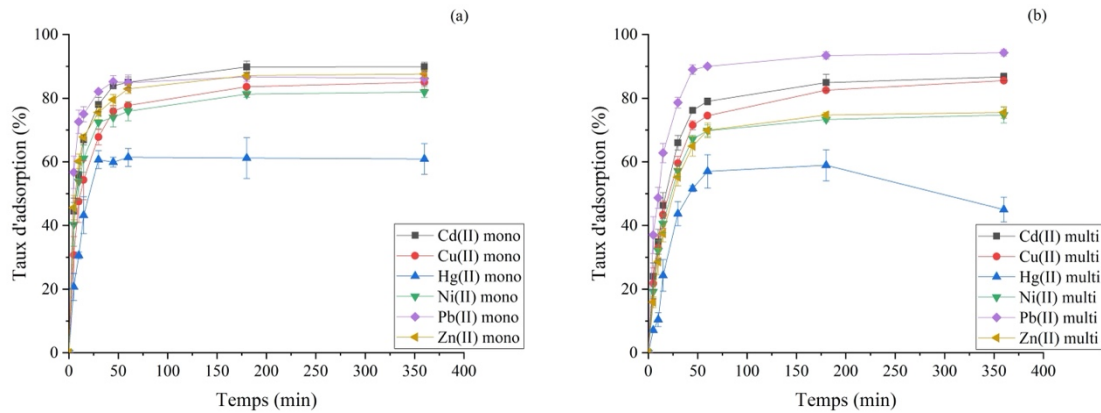 (a)
Taux d'adsorption (%)
100
80
60
40
20
0
0 50 100 150 200 250 300 350 400
Temps (min)
Cd(II) mono
Cu(II) mono
Hg(II) mono
Ni(II) mono
Pb(II) mono
Zn(II) mono
(b)
Taux d'adsorption (%)
100
80
60
40
20
0
0 50 100 150 200 250 300 350 400
Temps (min)
Cd(II) multi
Cu(II) multi
Hg(II) multi
Ni(II) multi
Pb(II) multi
Zn(II) multi